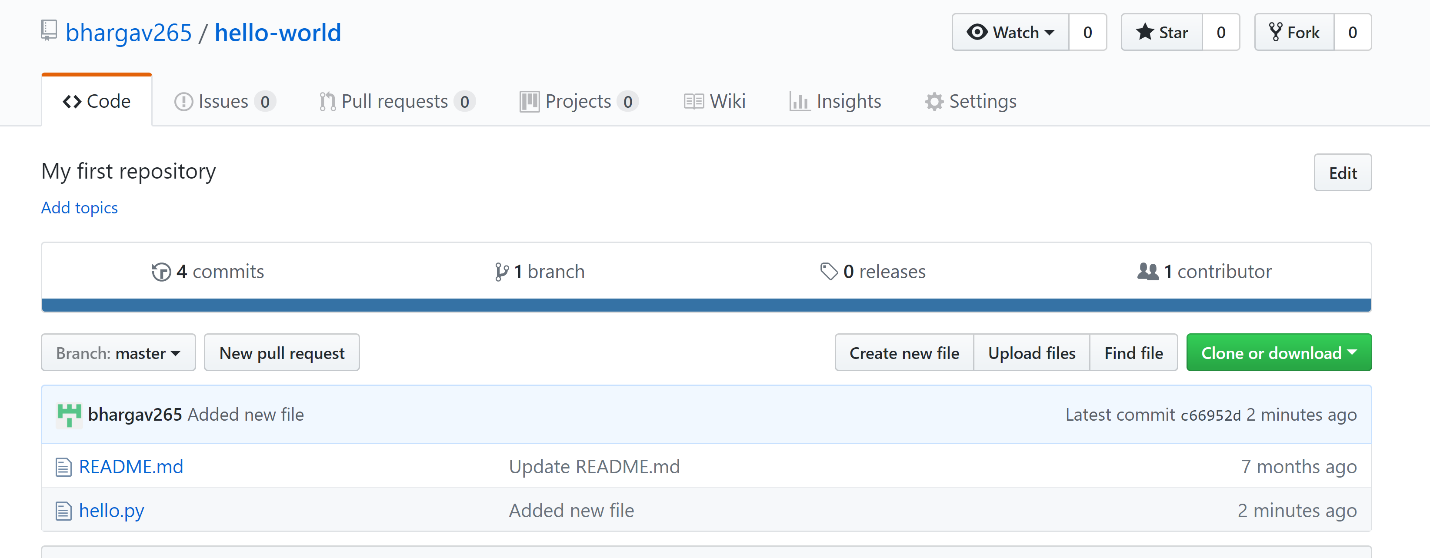 bhargav265 / hello-world
Watch 0 Star 0 Fork 0
Code Issues 0 Pull requests 0 Projects 0 Wiki Insights Settings
My first repository
Edit
Add topics
4 commits 1 branch 0 releases 1 contributor
Branch: master New pull request Create new file Upload files Find file Clone or download
bhargav265 Added new file Latest commit c66952d 2 minutes ago
README.md Update README.md 7 months ago
hello.py Added new file 2 minutes ago